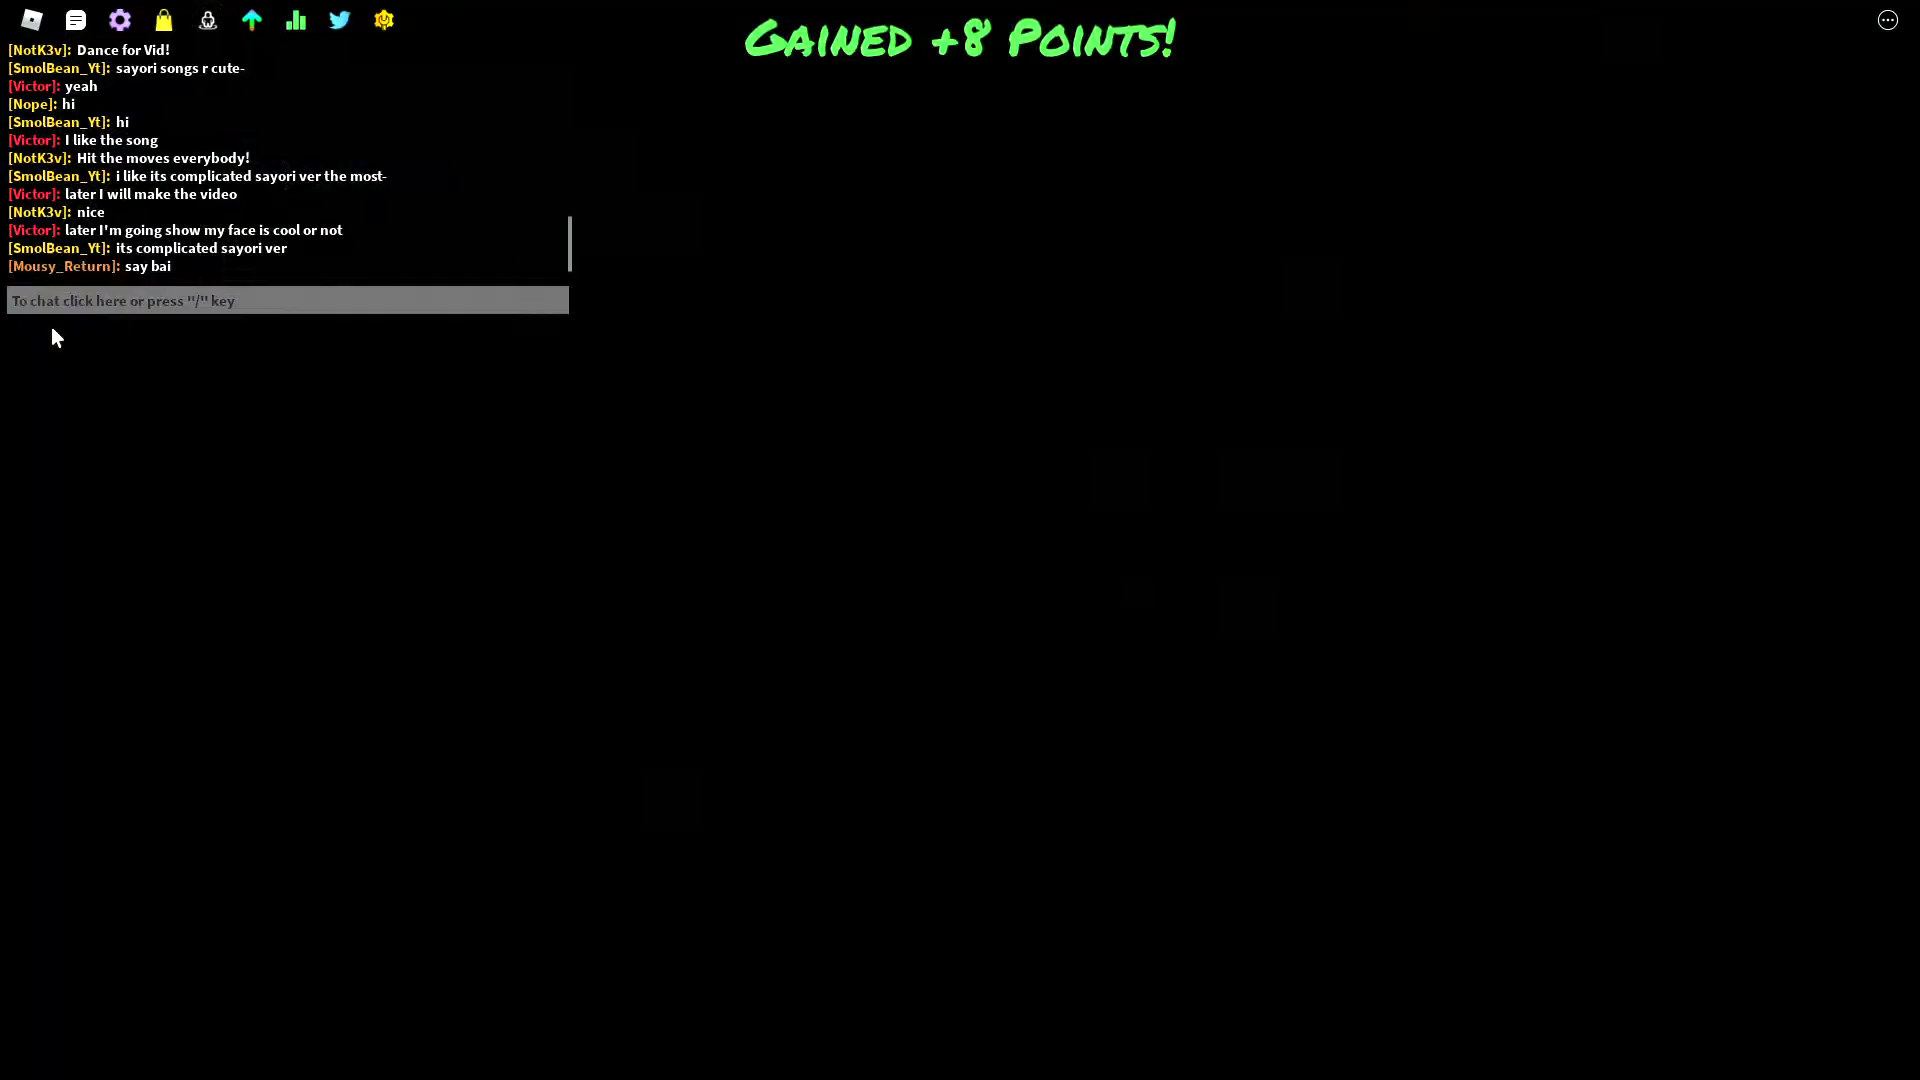 Gained +8 Points!
[NotK3v]: Dance for Vid!
[SmolBean_Yt]: sayori songs r cute-
[Victor]: yeah
[Nope]: hi
[SmolBean_Yt]: hi
[Victor]: I like the song
[NotK3v]: Hit the moves everybody!
[SmolBean_Yt]: i like its complicated sayori ver the most-
[Victor]: later I will make the video
[NotK3v]: nice
[Victor]: later I'm going show my face is cool or not
[SmolBean_Yt]: its complicated sayori ver
[Mousy_Return]: say bai
To chat click here or press "/" key